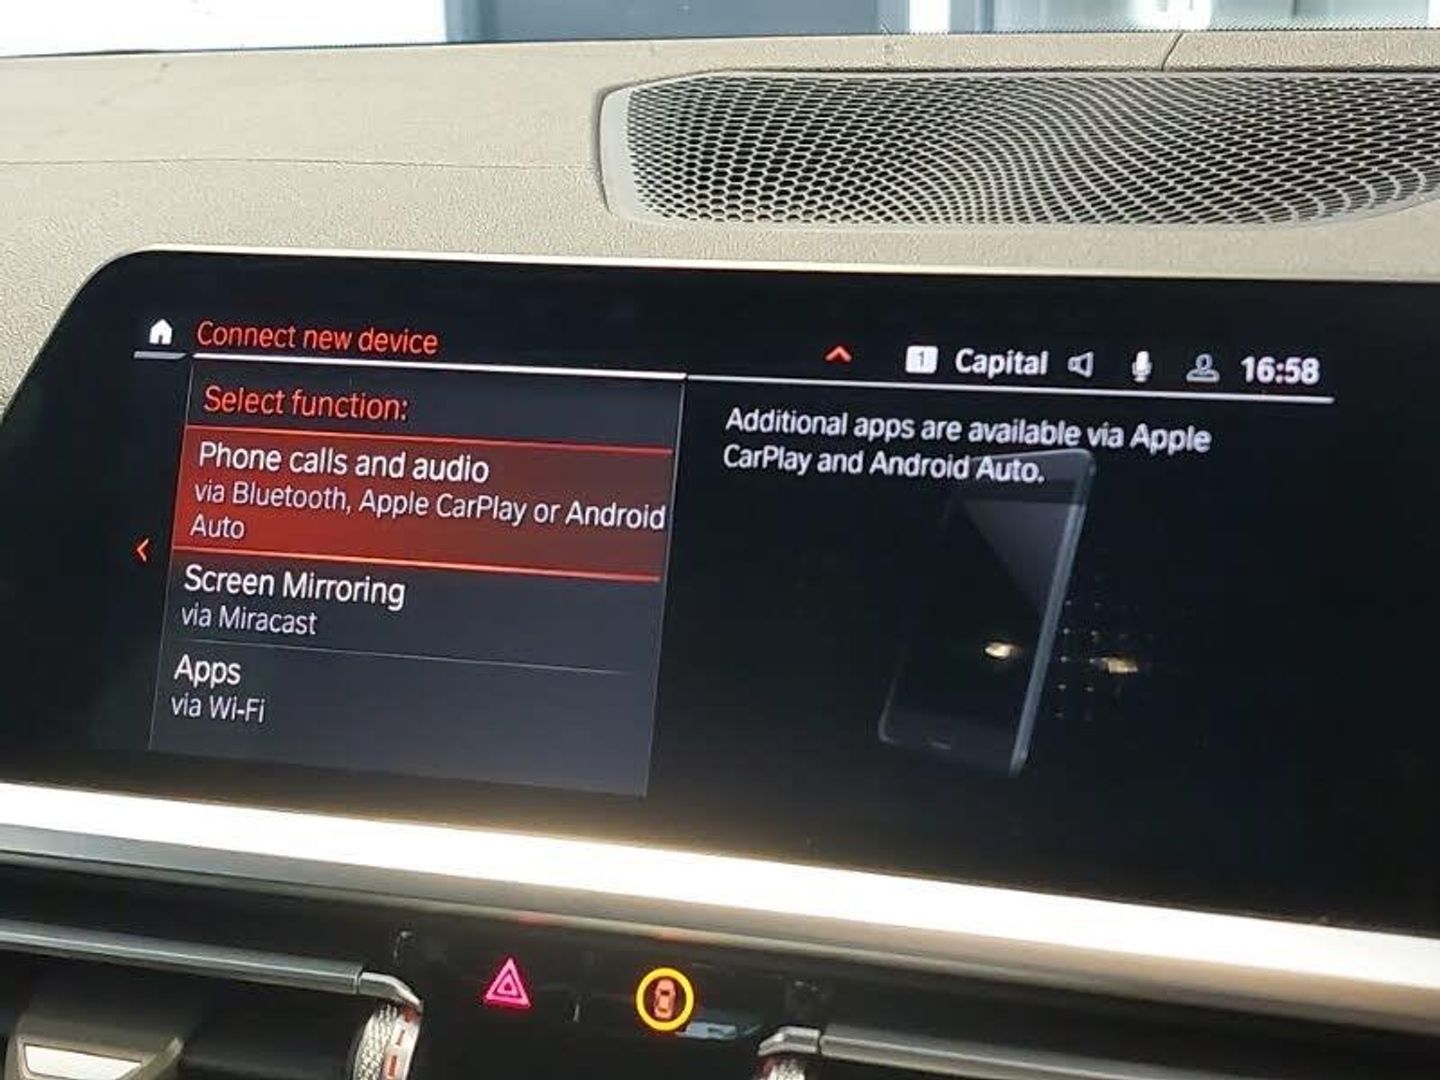 Connect new device
1 Capital 16:58
Select function:
Phone calls and audio
via Bluetooth, Apple CarPlay or Android
Auto
Screen Mirroring
via Miracast
Apps
via Wi-Fi
Additional apps are available via Apple
CarPlay and Android Auto.